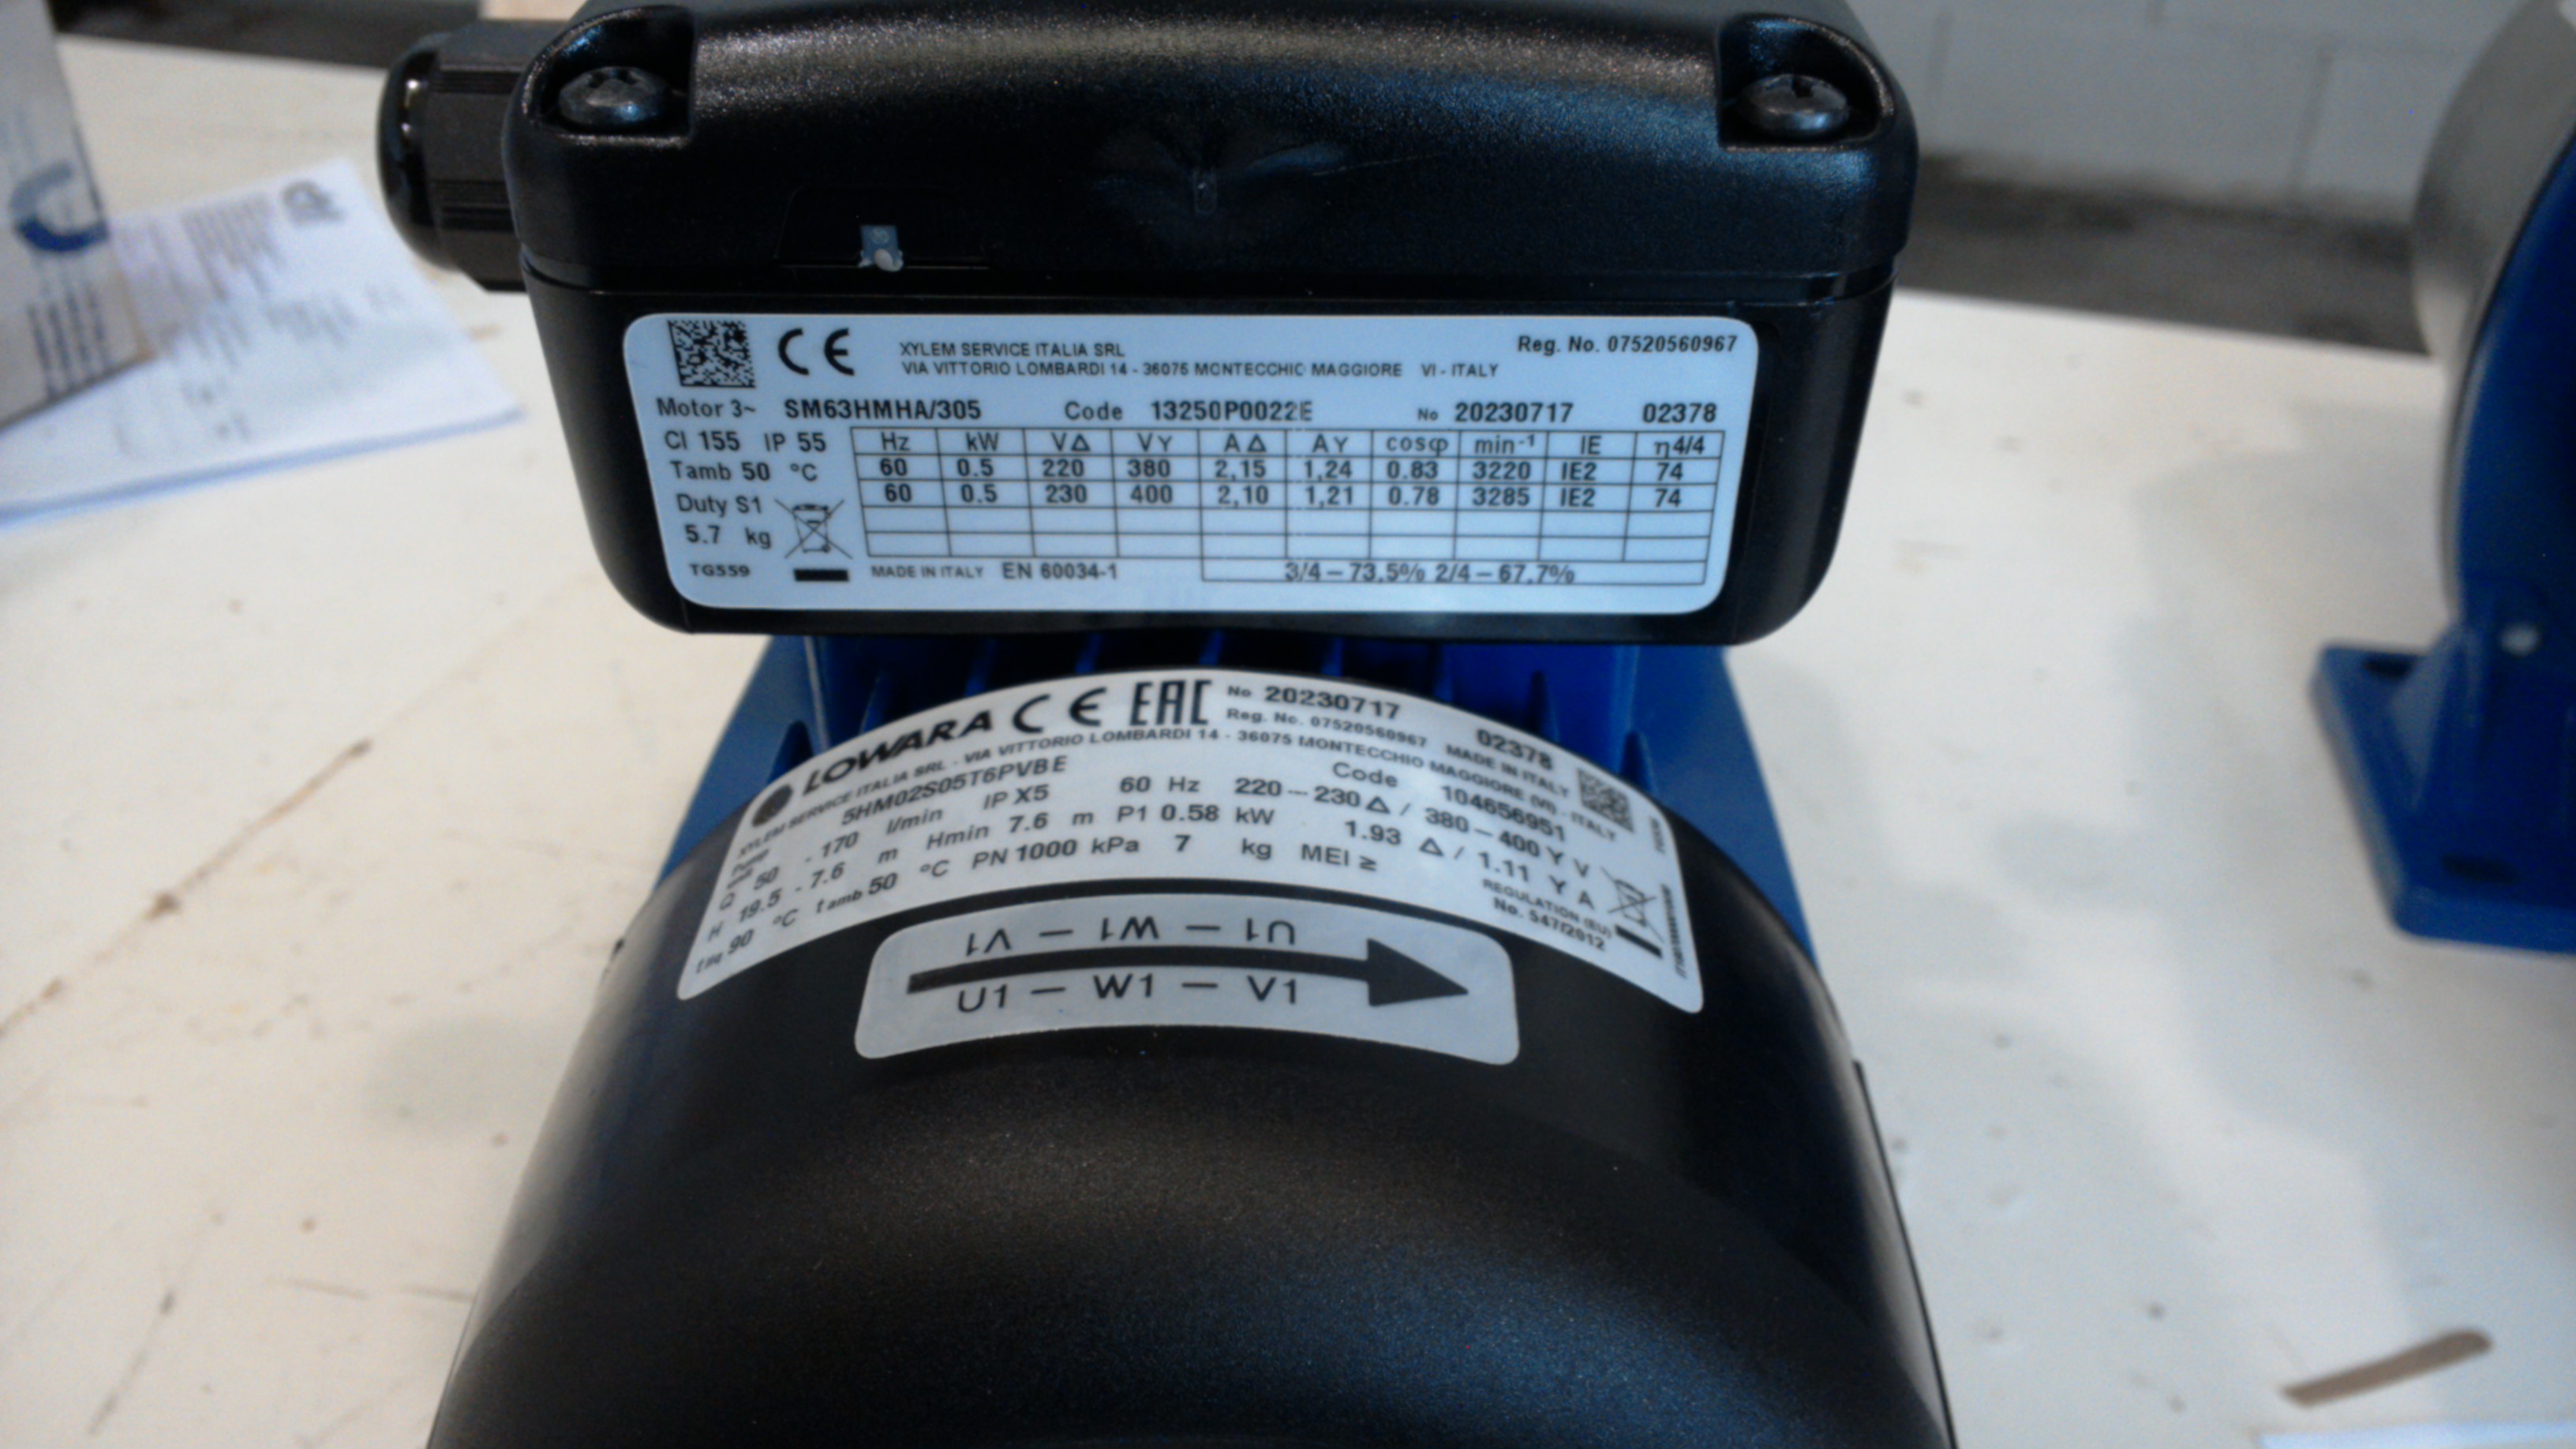 CE XYLEM SERVICE ITALIA SRL Reg. No. 07520560967
VIA VITTORIO LOMBARDI 14 - 36075 MONTECCHIO MAGGIORE VI - ITALY
Motor 3~ SM63HMHA/305 Code 13250P0022E No 20230717 02378
Cl 155 IP 55
Hz kW V△ VY A△ AY cosφ min⁻¹ IE η4/4
Tamb 50 °C
60 0.5 220 380 2,15 1,24 0.83 3220 IE2 74
60 0.5 230 400 2,10 1,21 0.78 3285 IE2 74
Duty S1
5.7 kg
TG559 MADE IN ITALY EN 60034-1 3/4 – 73,5% 2/4 – 67,7%
LOWARA CE EAC No 20230717 02378
Reg. No. 07520560967 MADE IN ITALY
XYLEM SERVICE ITALIA SRL - VIA VITTORIO LOMBARDI 14 - 36075 MONTECCHIO MAGGIORE (VI) - ITALY
5HM02S05T6PVBE Code 104656951
Q 50 - 170 l/min IP X5 60 Hz 220 – 230 △ / 380 – 400 Y V
H 19.5 - 7.6 m Hmin 7.6 m P1 0.58 kW 1.93 △ / 1.11 Y A
90 °C t amb 50 °C PN 1000 kPa 7 kg MEI ≥ REGULATION (EU)
No. 547/2012
U1 – W1 – V1
U1 – W1 – V1